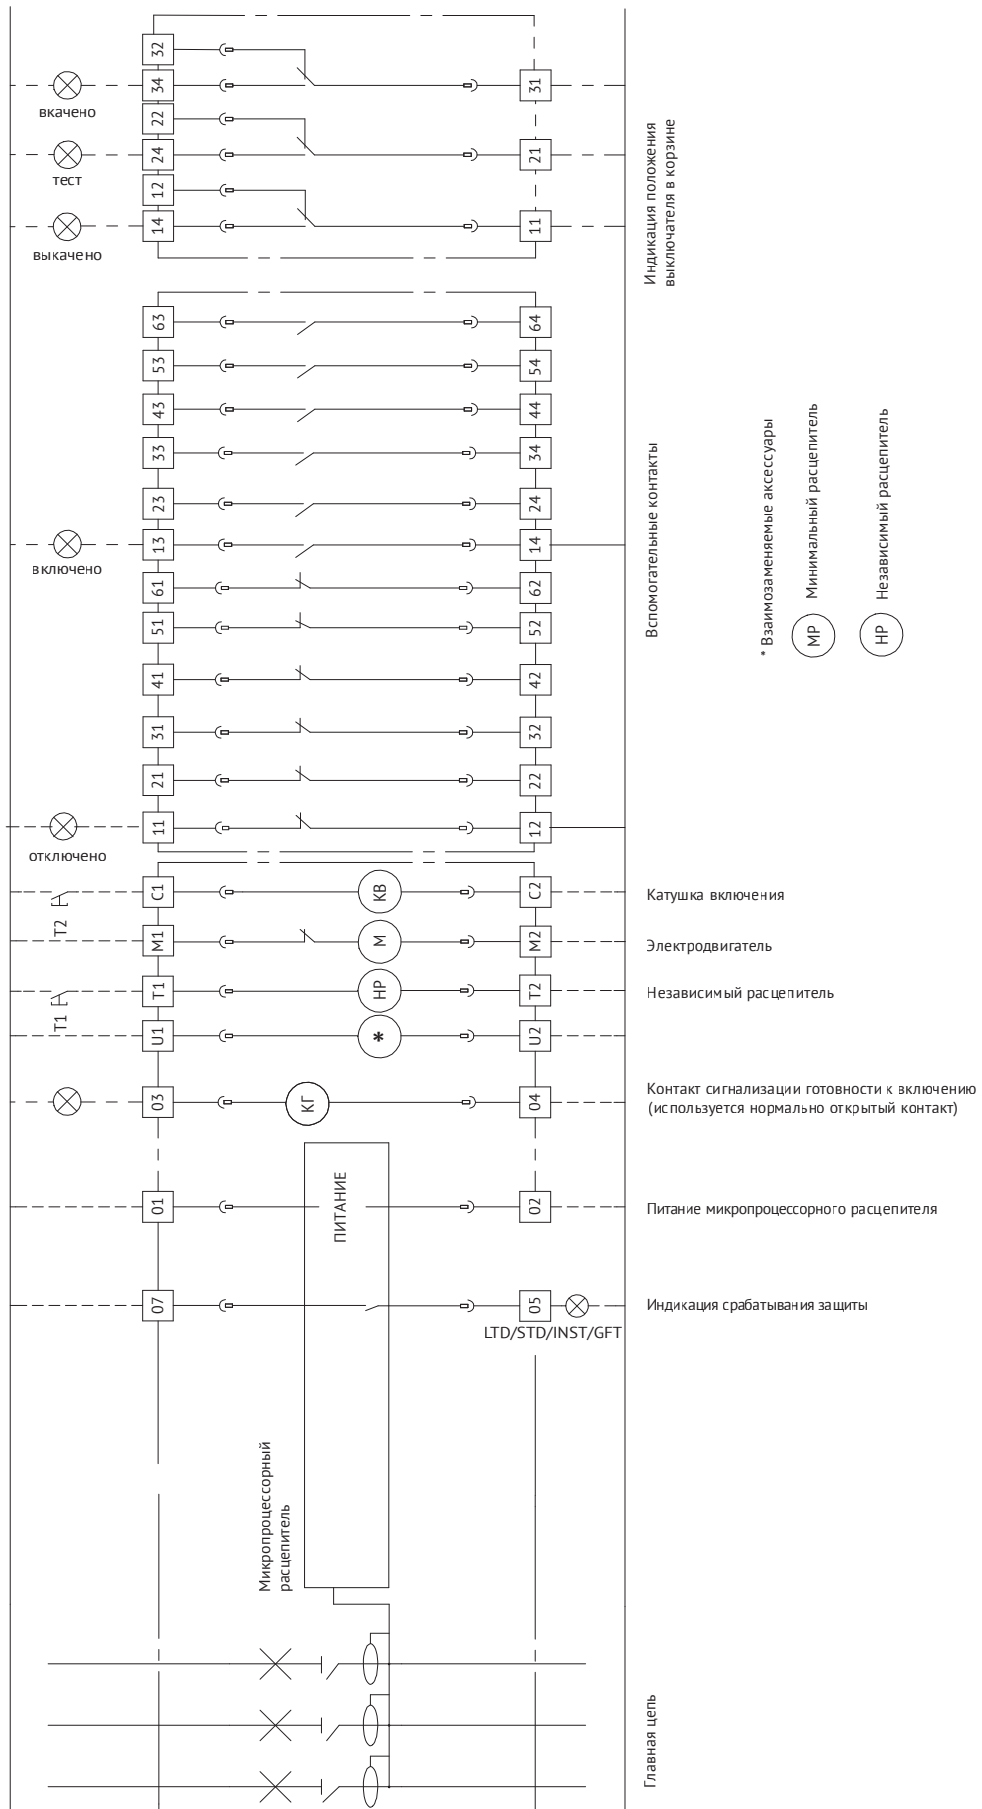 32
34
31
вкачено
22
24
21
тест
12
14
11
выкачено
Индикация положения
выключателя в корзине
63
64
53
54
43
44
33
34
23
24
13
14
включено
61
62
51
52
41
42
31
32
21
22
11
12
отключено
Вспомогательные контакты
* Взаимозаменяемые аксессуары
МР
Минимальный расцепитель
НР
Независимый расцепитель
C1
КВ
C2
Катушка включения
T2
M1
М
M2
Электродвигатель
T1
НР
T2
Независимый расцепитель
T1
U1
*
U2
03
КГ
04
Контакт сигнализации готовности к включению
(используется нормально открытый контакт)
01
ПИТАНИЕ
02
Питание микропроцессорного расцепителя
07
05
Индикация срабатывания защиты
LTD/STD/INST/GFT
Микропроцессорный
расцепитель
Главная цепь